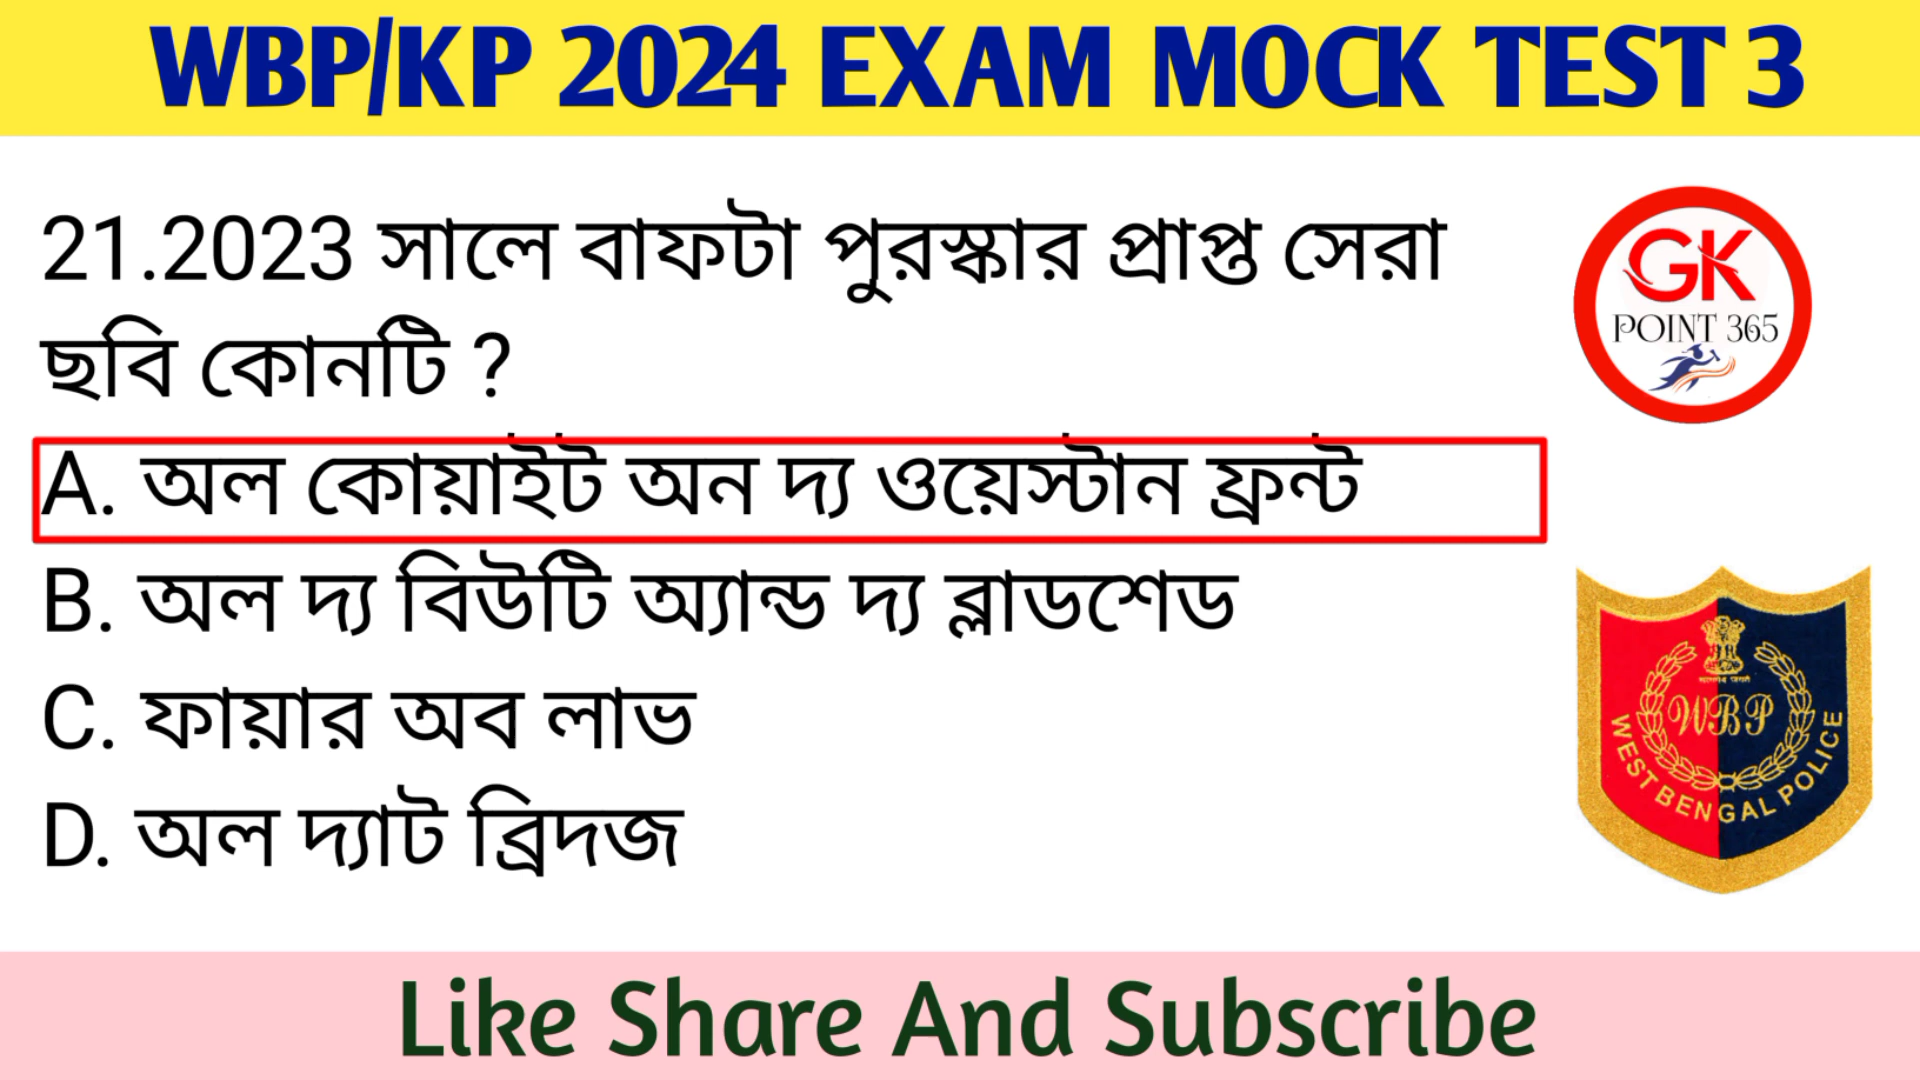 WBP/KP 2024 EXAM MOCK TEST 3
21.2023 সালে বাফটা পুরস্কার প্রাপ্ত সেরা
ছবি কোনটি ?
A. অল কোয়াইট অন দ্য ওয়েস্টান ফ্রন্ট
B. অল দ্য বিউটি অ্যান্ড দ্য ব্লাডশেড
C. ফায়ার অব লাভ
D. অল দ্যাট ব্রিদজ
GK
POINT 365
WBP
WEST BENGAL POLICE
Like Share And Subscribe